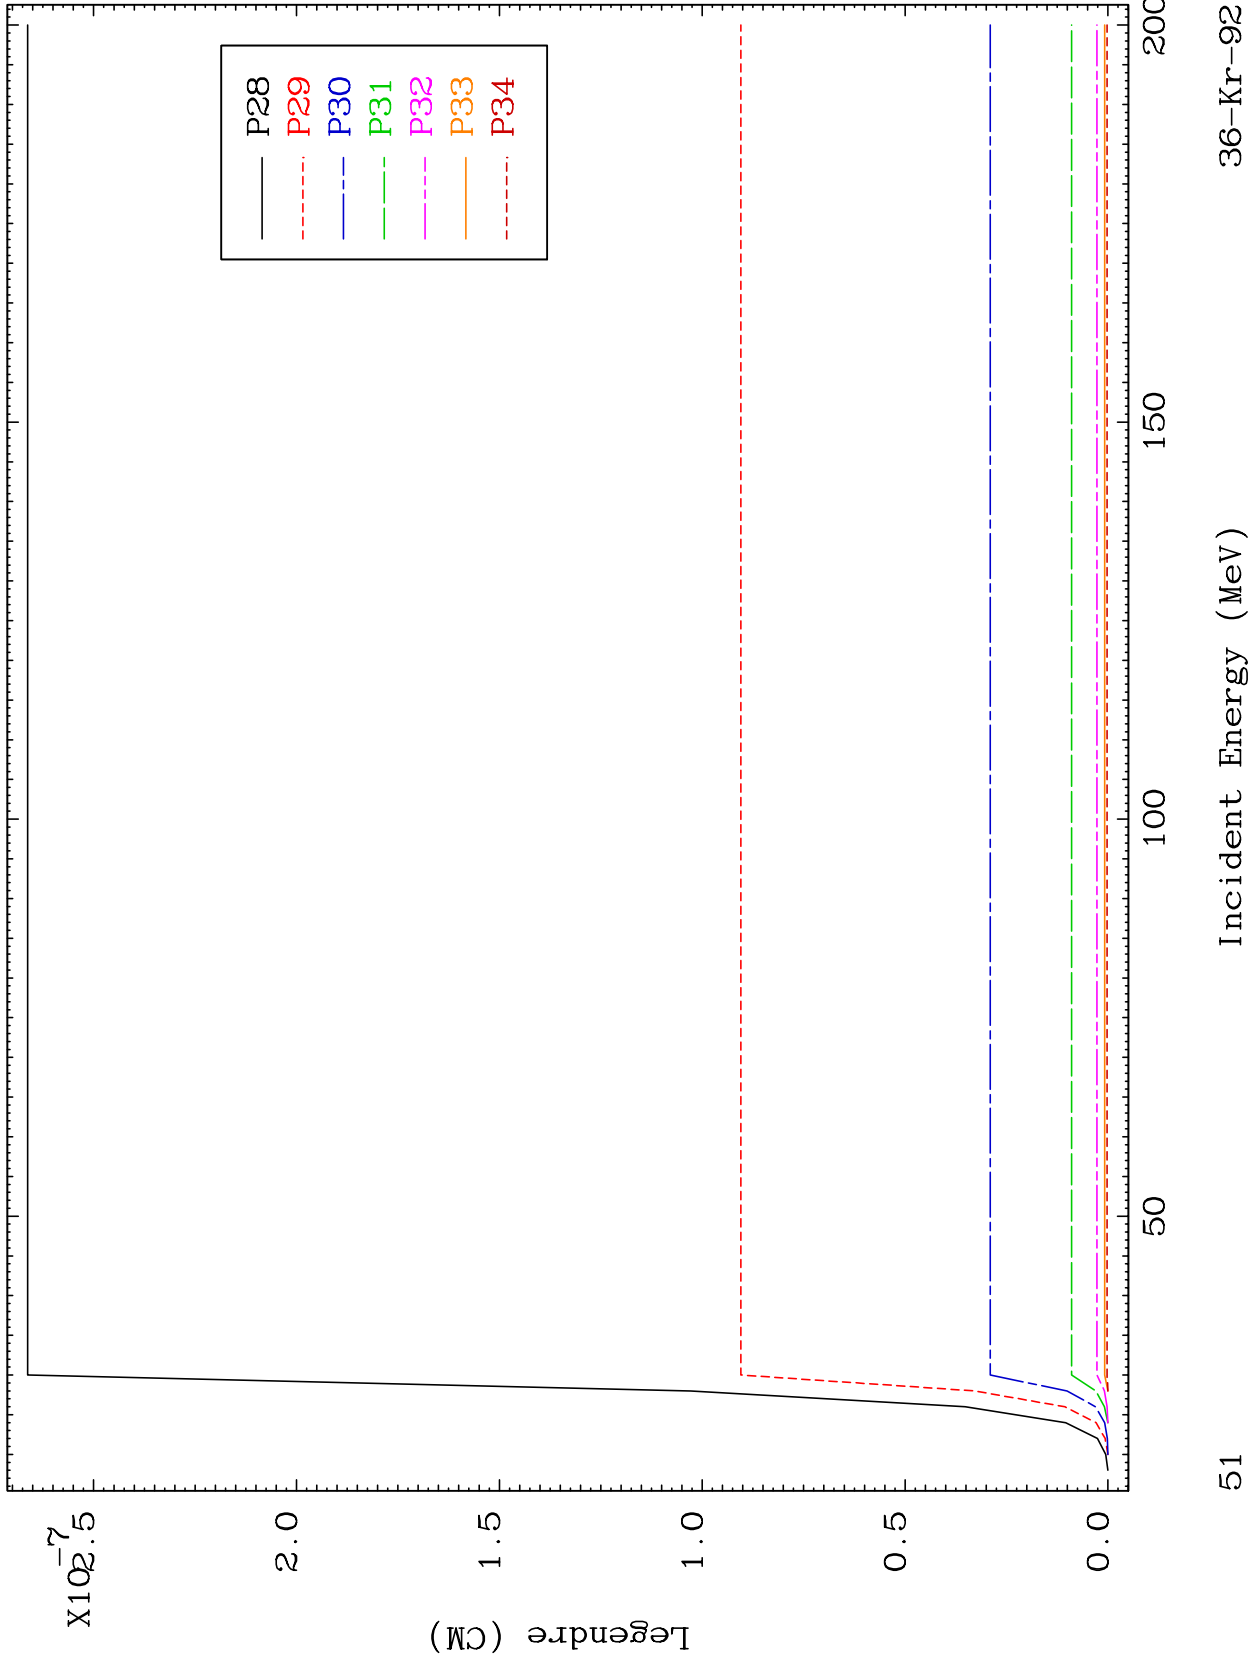 X10-7
2.5
2.0
1.5
1.0
0.5
0.0
Legendre (CM)
P28
P29
P30
P31
P32
P33
P34
50
100
150
200
Incident Energy (MeV)
51
36-Kr-92